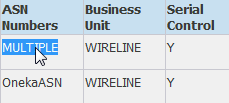 ASN Business Serial
Numbers Unit Control
MULTIPLE WIRELINE Y
OnekaASN WIRELINE Y